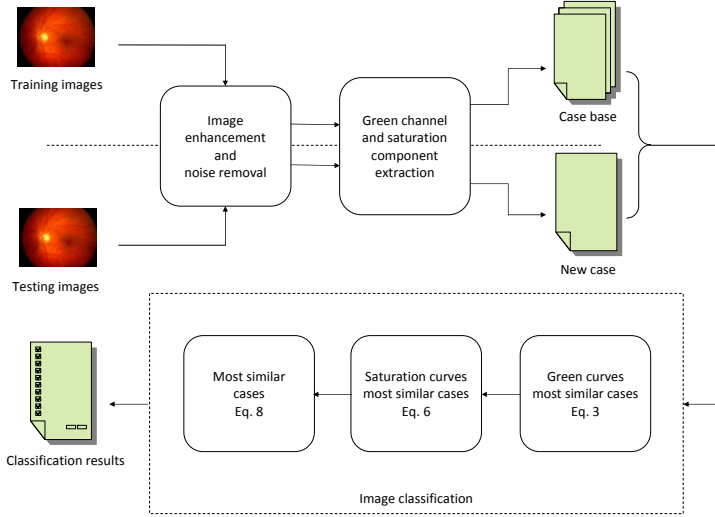 Training images
Image
enhancement
and
noise removal
Green channel
and saturation
component
extraction
Case base
Testing images
New case
Most similar
cases
Eq. 8
Saturation curves
most similar cases
Eq. 6
Green curves
most similar cases
Eq. 3
Classification results
Image classification